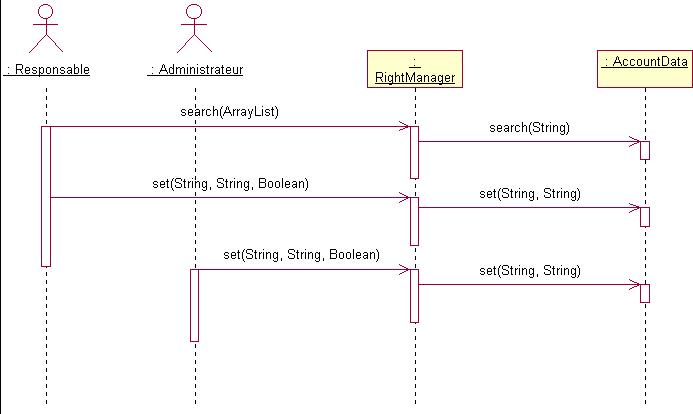 : Responsable
: Administrateur
:
RightManager
: AccountData
search(ArrayList)
search(String)
set(String, String, Boolean)
set(String, String)
set(String, String, Boolean)
set(String, String)